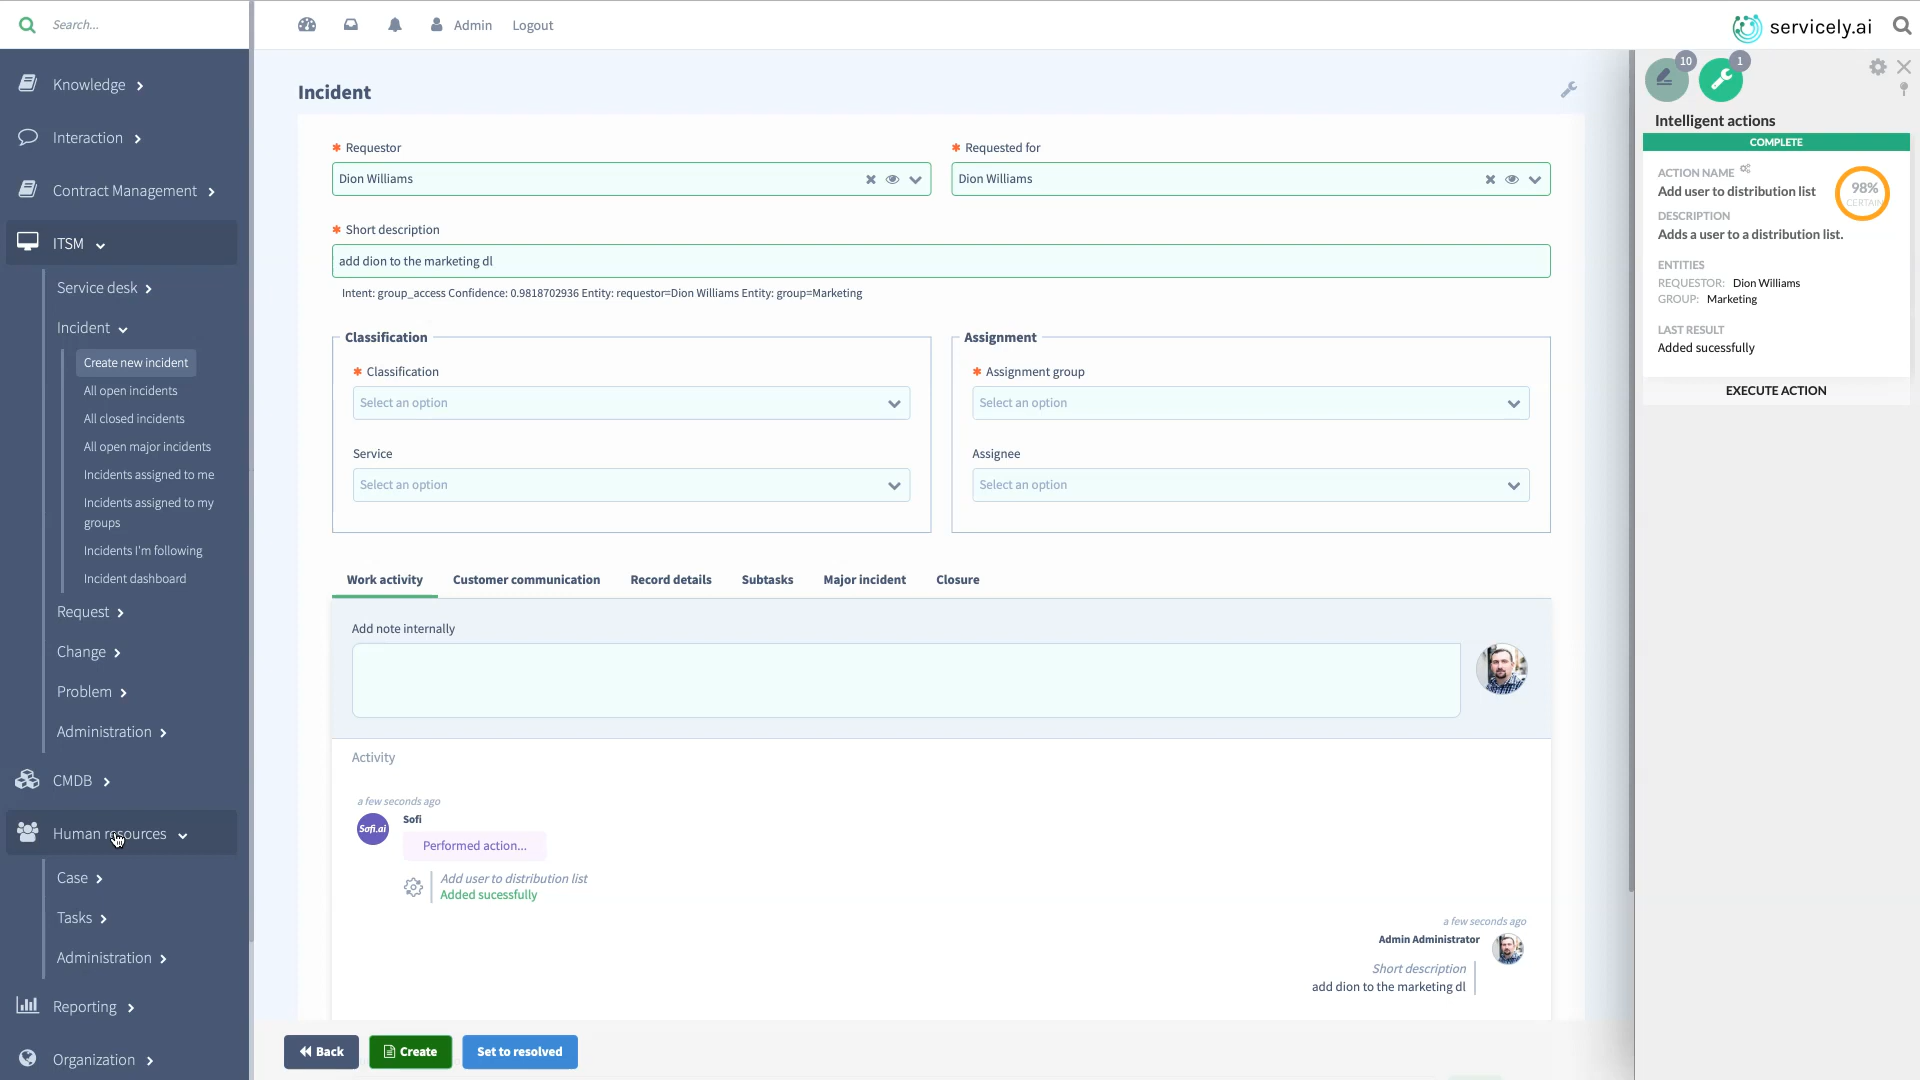 Search...
Admin
Logout
servicely.ai
Knowledge
Interaction
Contract Management
ITSM
Service desk
Incident
Create new incident
All open incidents
All closed incidents
All open major incidents
Incidents assigned to me
Incidents assigned to my
groups
Incidents I'm following
Incident dashboard
Request
Change
Problem
Administration
CMDB
Human resources
Case
Tasks
Administration
Reporting
Organization
Incident
* Requestor
Dion Williams
* Requested for
Dion Williams
* Short description
add dion to the marketing dl
Intent: group_access Confidence: 0.9818702936 Entity: requestor=Dion Williams Entity: group=Marketing
Classification
* Classification
Select an option
Service
Select an option
Assignment
* Assignment group
Select an option
Assignee
Select an option
Work activity
Customer communication
Record details
Subtasks
Major incident
Closure
Add note internally
Activity
a few seconds ago
Sofi.ai
Sofi
Performed action...
Add user to distribution list
Added sucessfully
a few seconds ago
Admin Administrator
Short description
add dion to the marketing dl
Back
Create
Set to resolved
10
1
Intelligent actions
COMPLETE
ACTION NAME
Add user to distribution list
98%
CERTAIN
DESCRIPTION
Adds a user to a distribution list.
ENTITIES
REQUESTOR: Dion Williams
GROUP: Marketing
LAST RESULT
Added sucessfully
EXECUTE ACTION